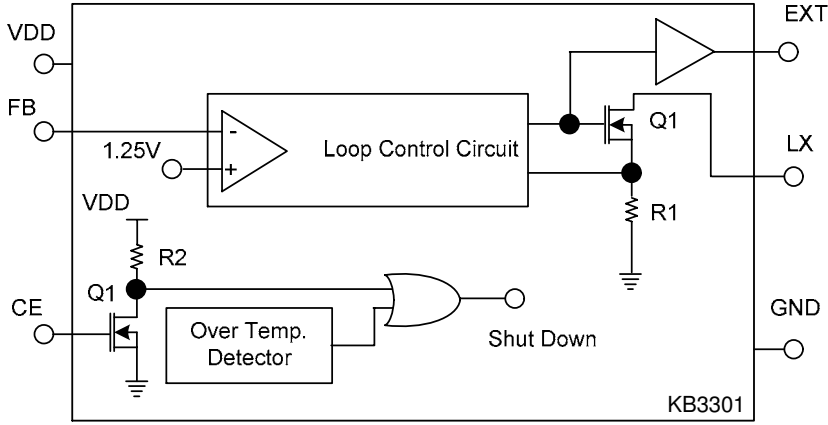 EXT
VDD
FB
Q1
1.25V
-
+
Loop Control Circuit
LX
VDD
R1
R2
Q1
CE
GND
Over Temp.
Detector
Shut Down
KB3301